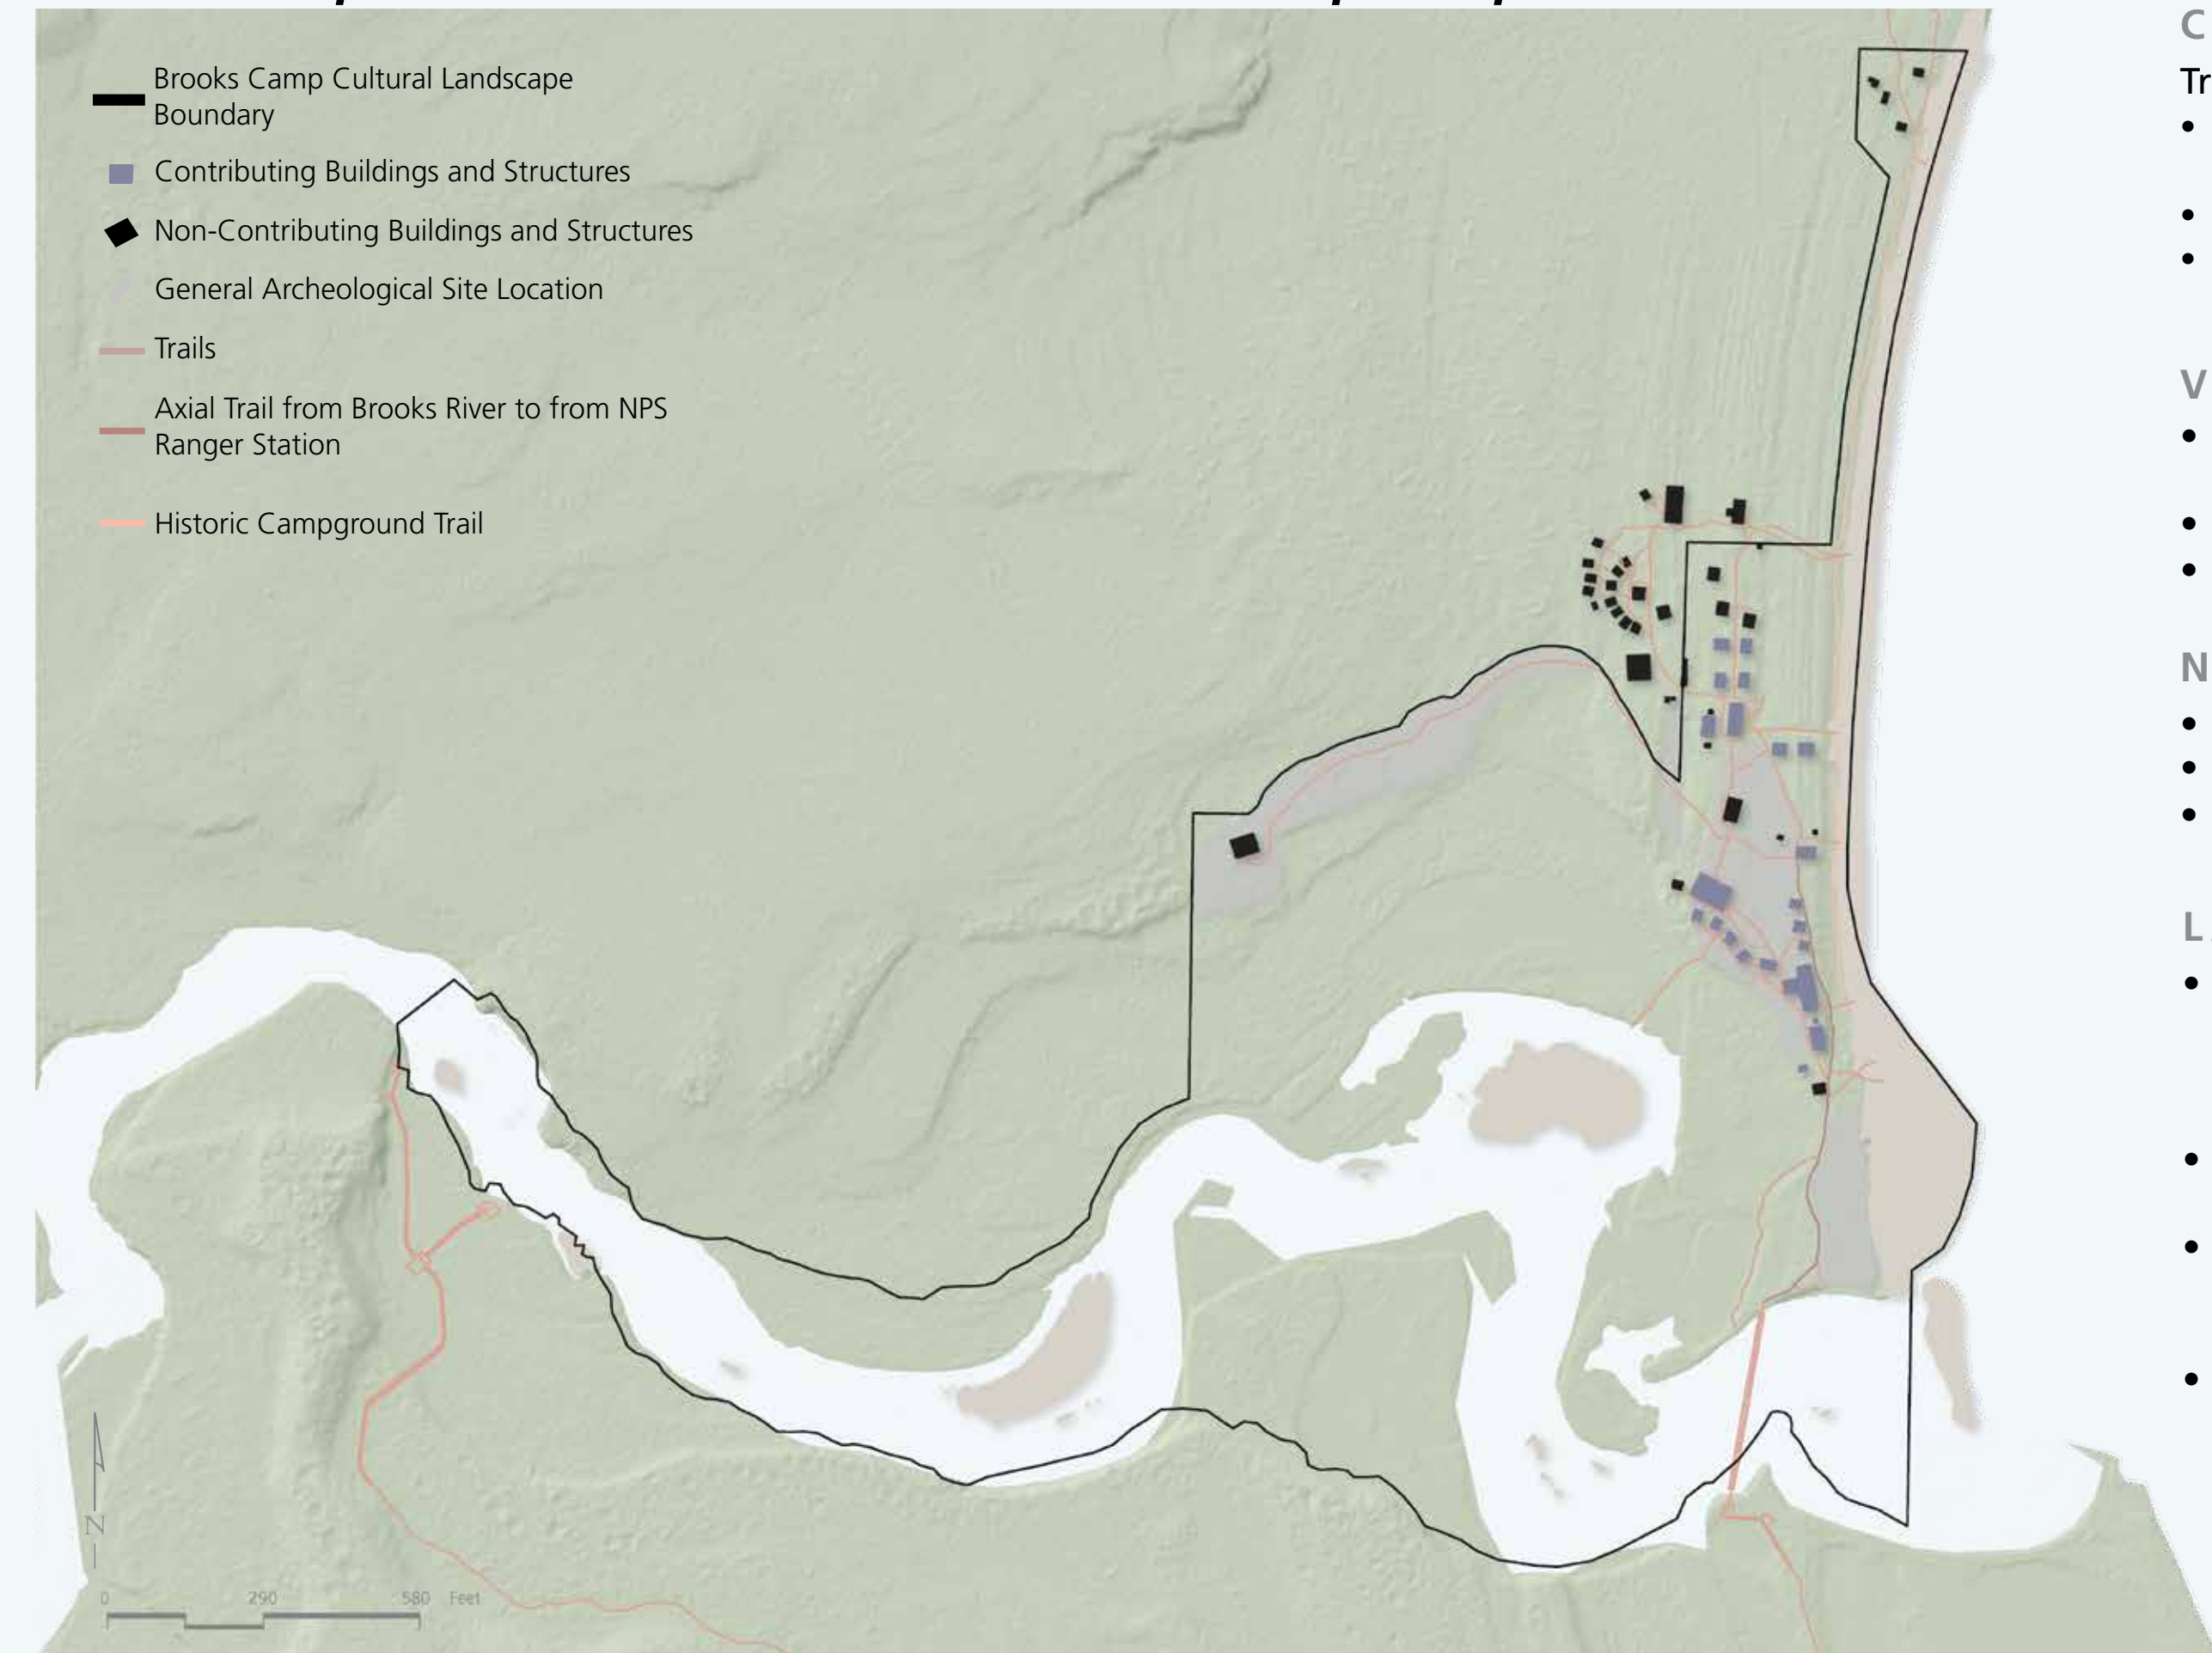 Brooks Camp Cultural Landscape
Boundary
Contributing Buildings and Structures
Non-Contributing Buildings and Structures
General Archeological Site Location
Trails
Axial Trail from Brooks River to from NPS
Ranger Station
Historic Campground Trail
N
0 290 580 Feet
C
Tr
•
•
•
V
•
•
•
N
•
•
•
L
•
•
•
•